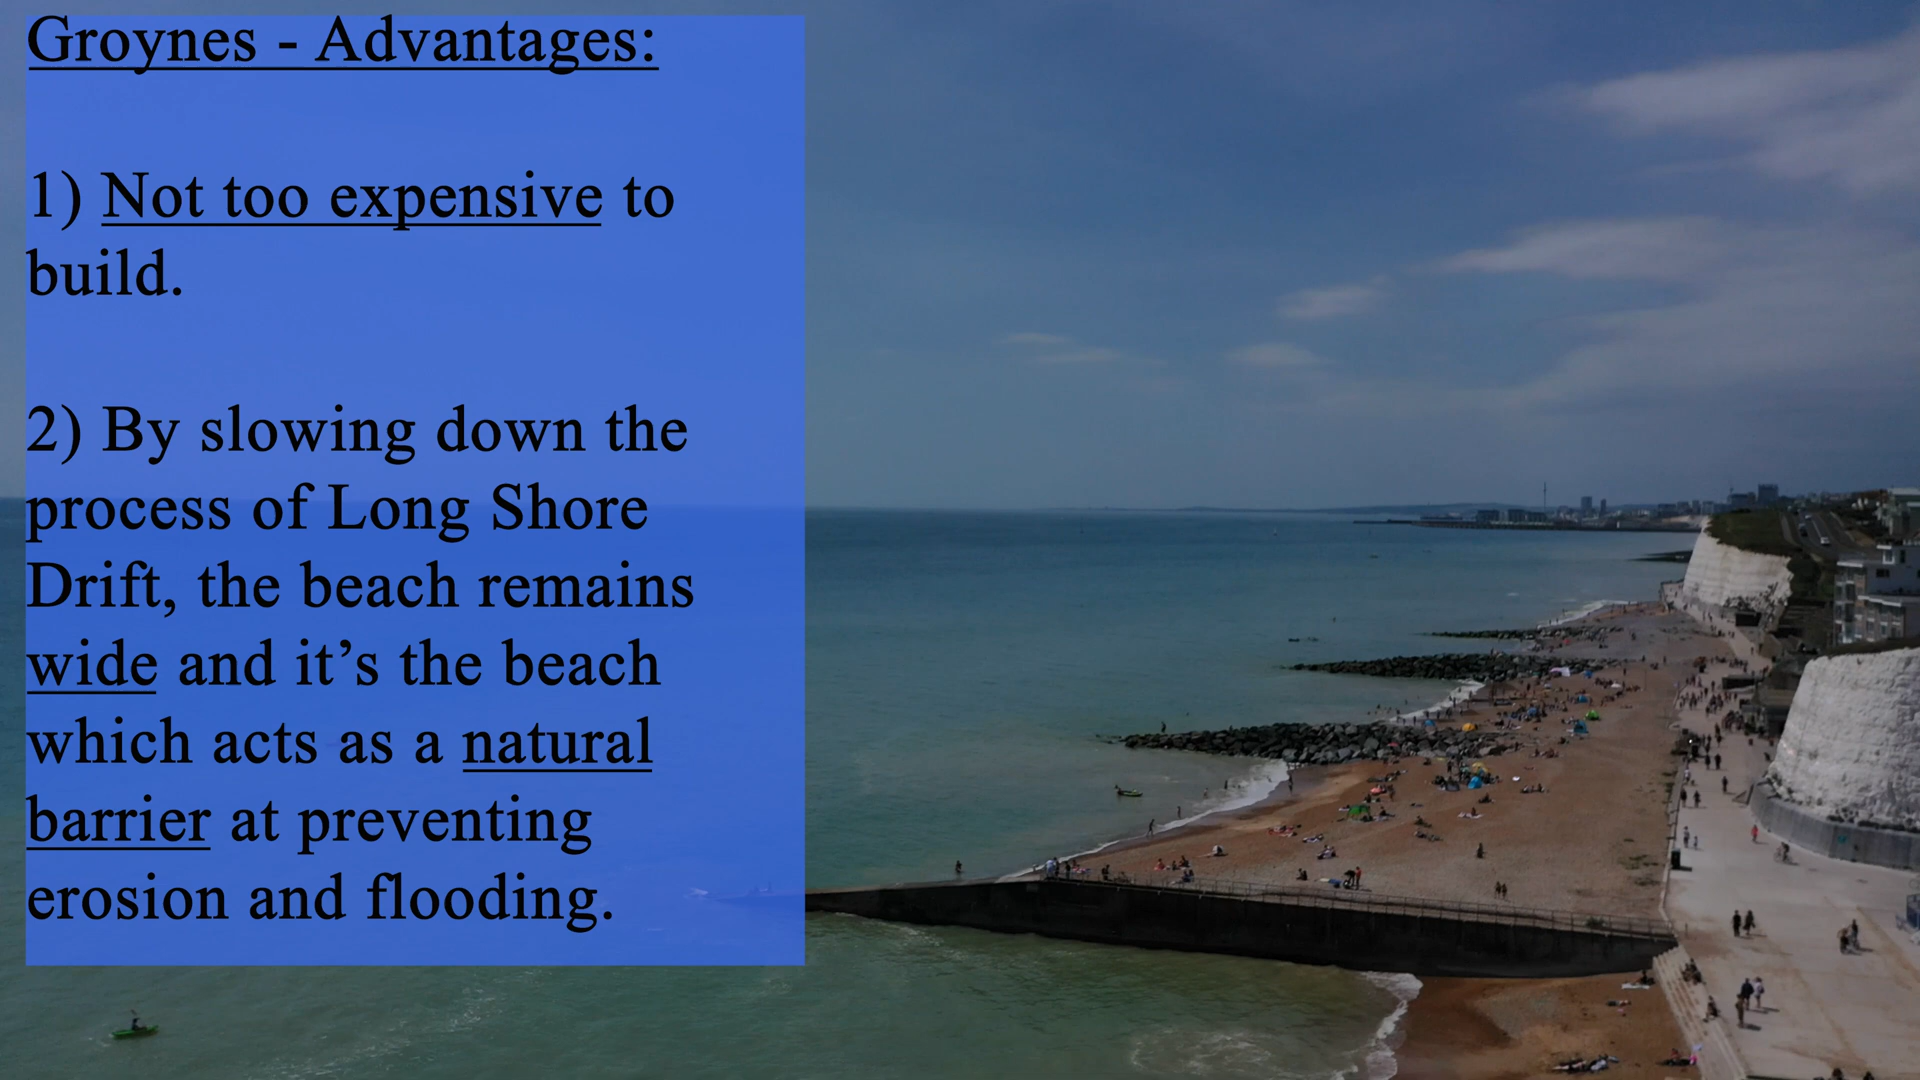 Groynes - Advantages:
1) Not too expensive to
build.
2) By slowing down the
process of Long Shore
Drift, the beach remains
wide and it’s the beach
which acts as a natural
barrier at preventing
erosion and flooding.